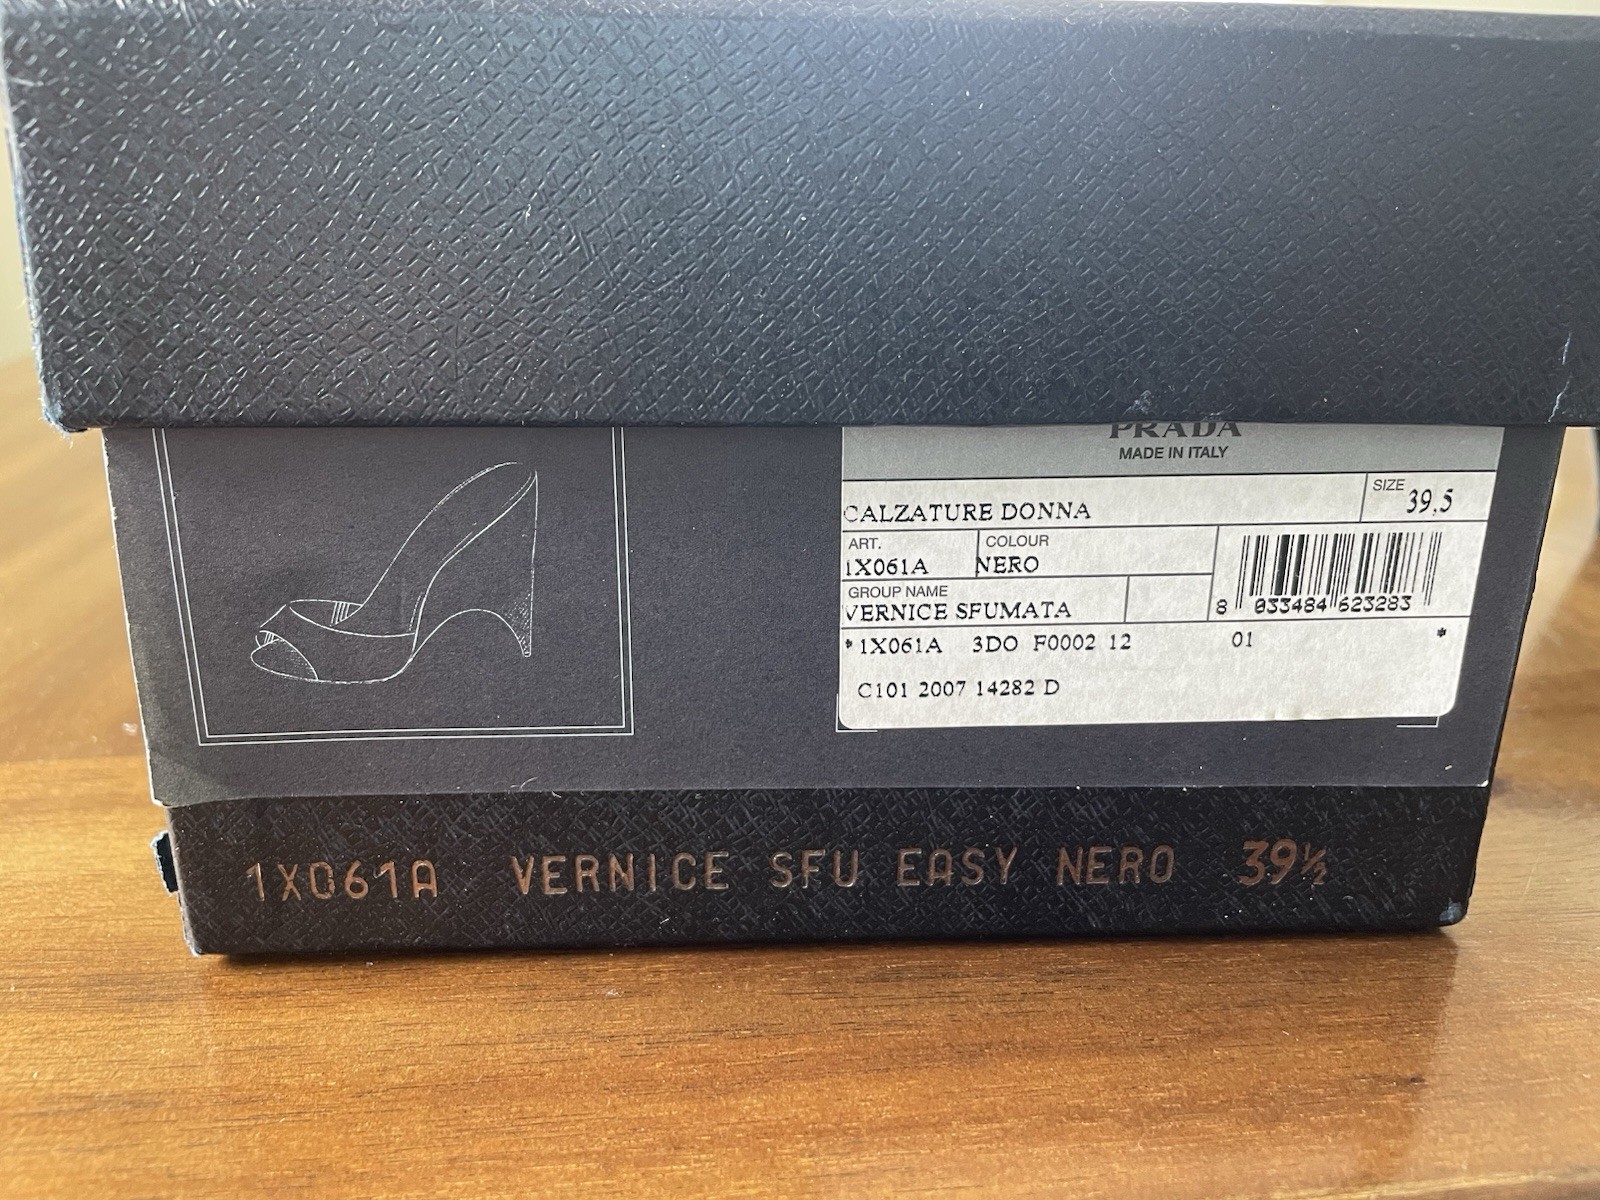 PRADA
MADE IN ITALY
CALZATURE DONNA
SIZE 39,5
ART. 1X061A
COLOUR NERO
GROUP NAME
VERNICE SFUMATA
8 033484 623283
*1X061A 3DO F0002 12 01 *
C101 2007 14282 D
1X061A VERNICE SFU EASY NERO 39½